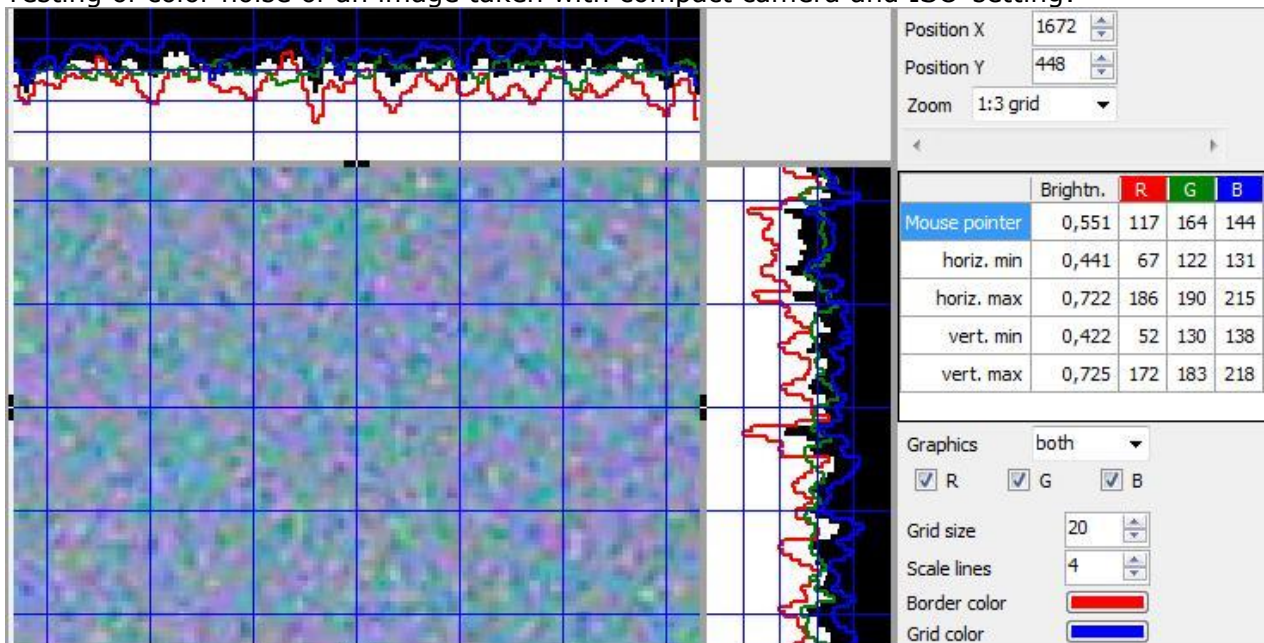 Testing of color noise of an image taken with compact camera and ISO setting.
Position X 1672
Position Y 448
Zoom 1:3 grid
Brightn. R G B
Mouse pointer 0,551 117 164 144
horiz. min 0,441 67 122 131
horiz. max 0,722 186 190 215
vert. min 0,422 52 130 138
vert. max 0,725 172 183 218
Graphics both
R G B
Grid size 20
Scale lines 4
Border color
Grid color